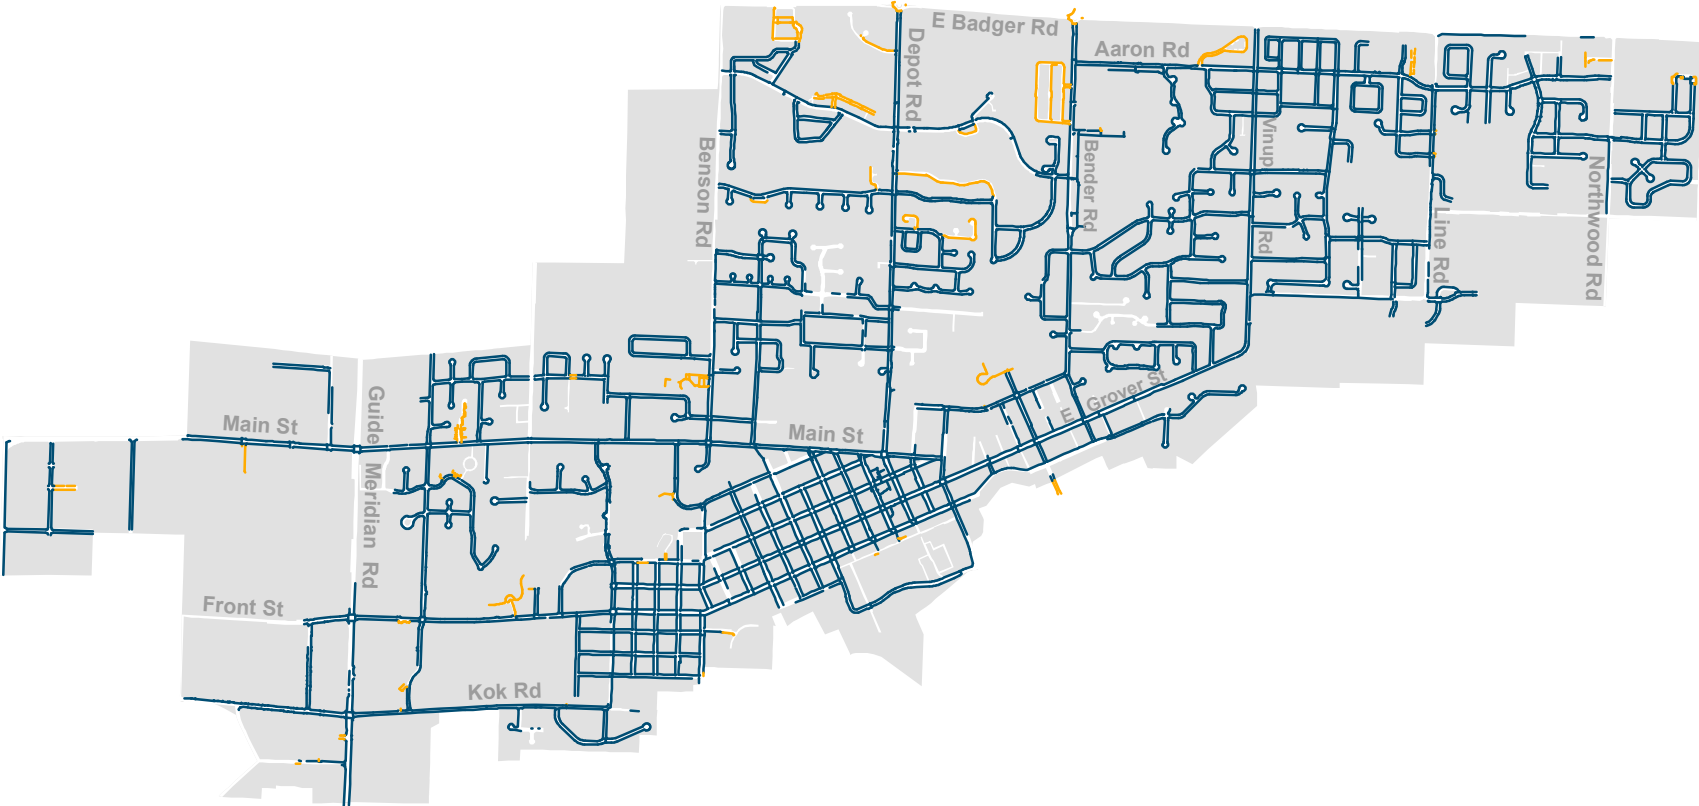 E Badger Rd
Depot Rd
Aaron Rd
Vinup Rd
Benson Rd
Bender Rd
Northwood Rd
Line Rd
E Grover St
Guide Meridian Rd
Main St
Main St
Front St
Kok Rd